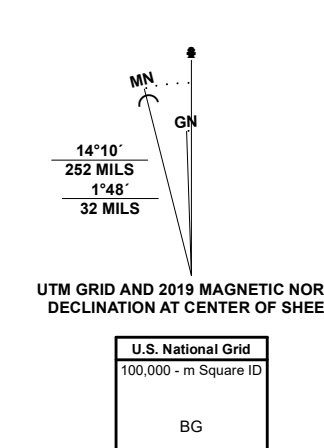 MN
GN
14°10´
252 MILS
1°48´
32 MILS
UTM GRID AND 2019 MAGNETIC NOR
DECLINATION AT CENTER OF SHEE
U.S. National Grid
100,000 - m Square ID
BG